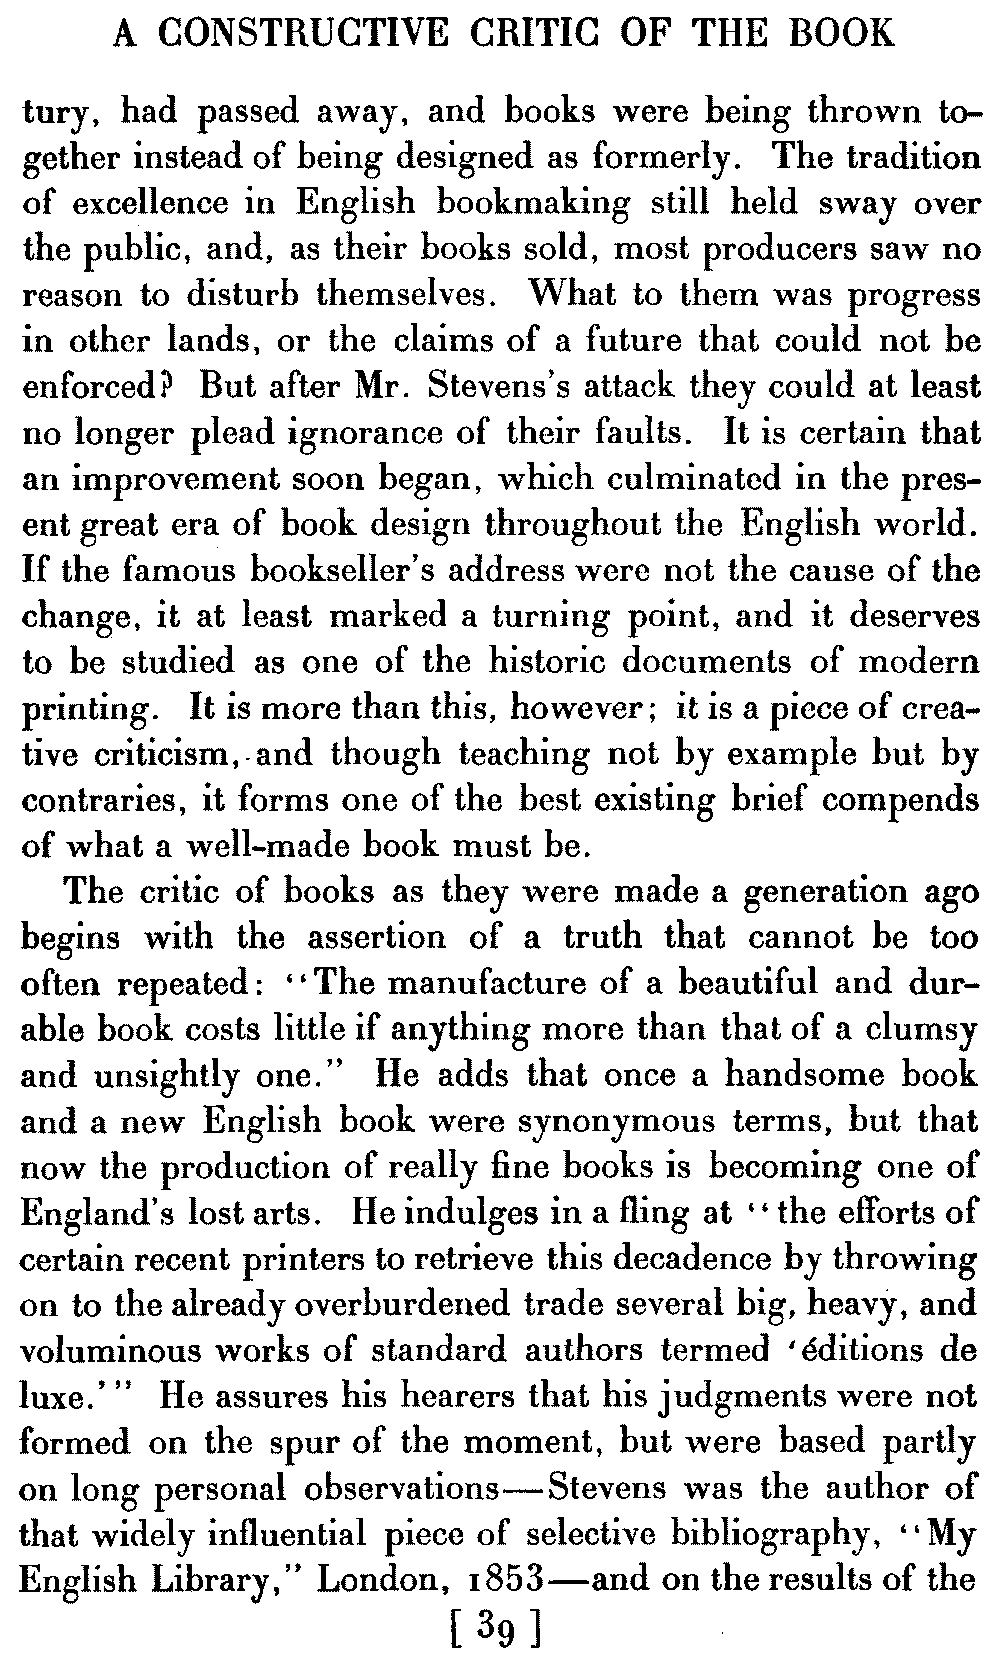 A CONSTRUCTIVE CRITIC OF THE BOOK
tury, had passed away, and books were being thrown to-
gether instead of being designed as formerly. The tradition
of excellence in English bookmaking still held sway over
the public, and, as their books sold, most producers saw no
reason to disturb themselves. What to them was progress
in other lands, or the claims of a future that could not be
enforced? But after Mr. Stevens's attack they could at least
no longer plead ignorance of their faults. It is certain that
an improvement soon began, which culminated in the pres-
ent great era of book design throughout the English world.
If the famous bookseller's address were not the cause of the
change, it at least marked a turning point, and it deserves
to be studied as one of the historic documents of modern
printing. It is more than this, however; it is a piece of crea-
tive criticism, and though teaching not by example but by
contraries, it forms one of the best existing brief compends
of what a well-made book must be.
The critic of books as they were made a generation ago
begins with the assertion of a truth that cannot be too
often repeated: "The manufacture of a beautiful and dur-
able book costs little if anything more than that of a clumsy
and unsightly one." He adds that once a handsome book
and a new English book were synonymous terms, but that
now the production of really fine books is becoming one of
England's lost arts. He indulges in a fling at "the efforts of
certain recent printers to retrieve this decadence by throwing
on to the already overburdened trade several big, heavy, and
voluminous works of standard authors termed 'éditions de
luxe.'" He assures his hearers that his judgments were not
formed on the spur of the moment, but were based partly
on long personal observations—Stevens was the author of
that widely influential piece of selective bibliography, "My
English Library," London, 1853—and on the results of the
[ 39 ]